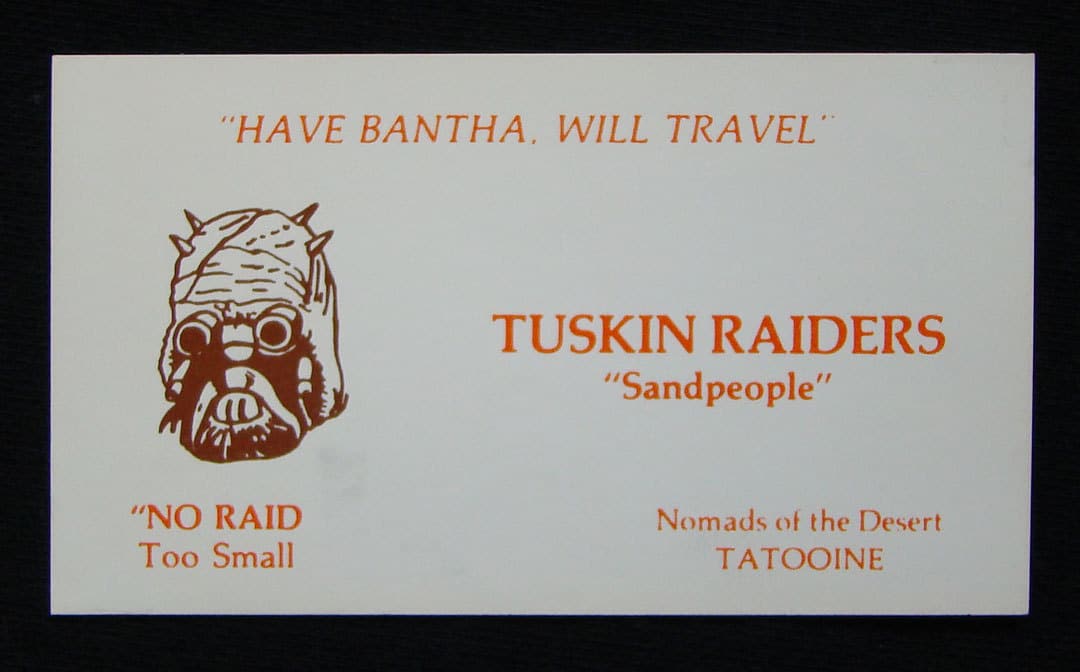 "HAVE BANTHA, WILL TRAVEL"
TUSKIN RAIDERS
"Sandpeople"
"NO RAID
Too Small
Nomads of the Desert
TATOOINE